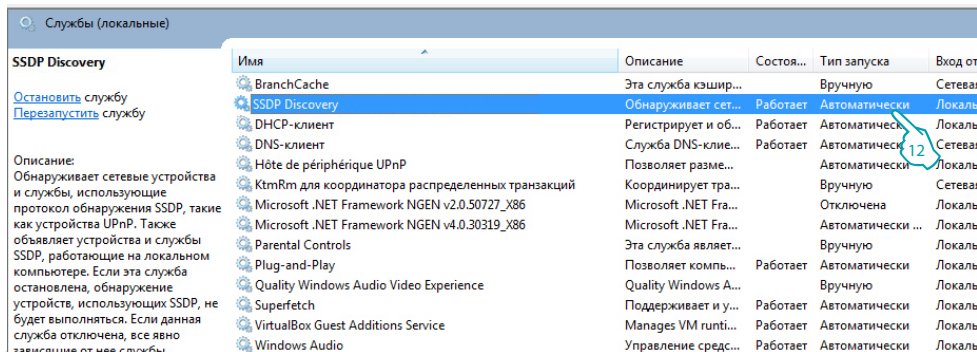 Службы (локальные)
SSDP Discovery
Остановить службу
Перезапустить службу
Описание:
Обнаруживает сетевые устройства
и службы, использующие
протокол обнаружения SSDP, такие
как устройства UPnP. Также
объявляет устройства и службы
SSDP, работающие на локальном
компьютере. Если эта служба
остановлена, обнаружение
устройств, использующих SSDP, не
будет выполняться. Если данная
служба отключена, все явно
зависящие от нее службы
Имя Описание Состоя... Тип запуска Вход от
BranchCache Эта служба кэшир... Вручную Сетевая
SSDP Discovery Обнаруживает сет... Работает Автоматически Локаль
DHCP-клиент Регистрирует и об... Работает Автоматически Локаль
DNS-клиент Служба DNS-клие... Работает Автоматически Сетевая
12
Hôte de périphérique UPnP Позволяет разме... Автоматически Локаль
KtmRm для координатора распределенных транзакций Координирует тра... Вручную Сетевая
Microsoft .NET Framework NGEN v2.0.50727_X86 Microsoft .NET Fra... Отключена Локаль
Microsoft .NET Framework NGEN v4.0.30319_X86 Microsoft .NET Fra... Автоматически ... Локаль
Parental Controls Эта служба являет... Вручную Локаль
Plug-and-Play Позволяет компь... Работает Автоматически Локаль
Quality Windows Audio Video Experience Quality Windows A... Вручную Локаль
Superfetch Поддерживает и у... Работает Автоматически Локаль
VirtualBox Guest Additions Service Manages VM runti... Работает Автоматически Локаль
Windows Audio Управление средс... Работает Автоматически Локаль